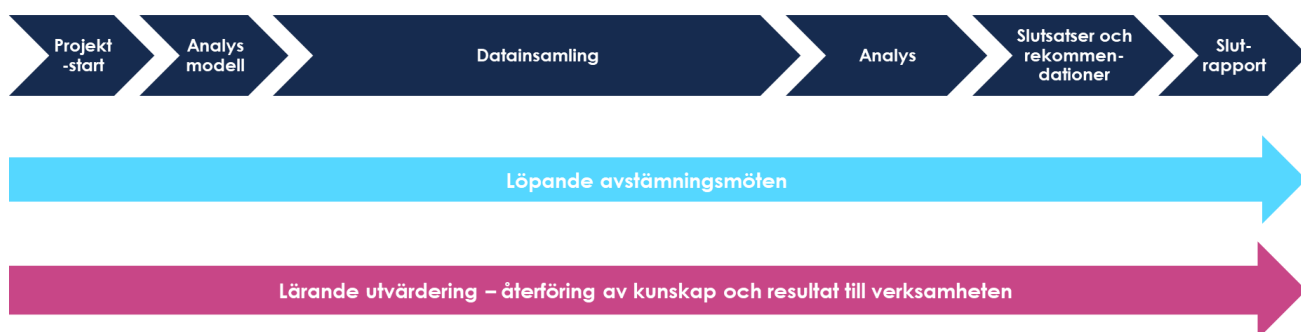 Projekt
-start
Analys
modell
Datainsamling
Analys
Slutsatser och
rekommen-
dationer
Slut-
rapport
Löpande avstämningsmöten
Lärande utvärdering – återföring av kunskap och resultat till verksamheten